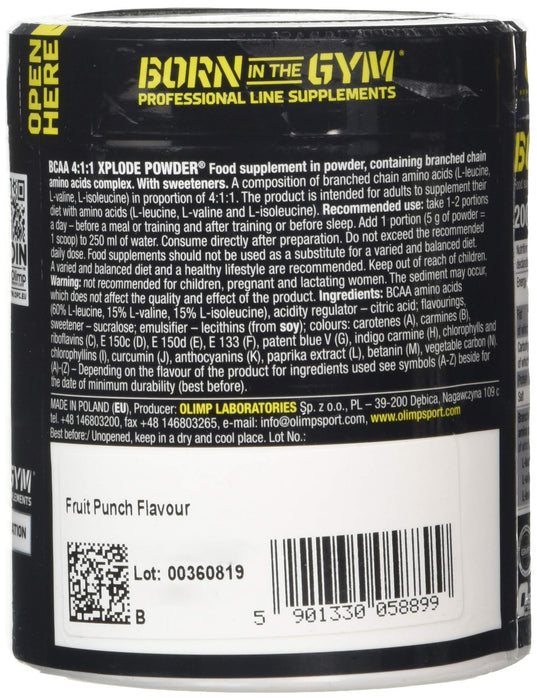 OPEN
HERE
BORN IN THE GYM®
PROFESSIONAL LINE SUPPLEMENTS
BCAA 4:1:1 XPLODE POWDER® Food supplement in powder, containing branched chain
amino acids complex. With sweeteners. A composition of branched chain amino acids (L-leucine,
L-valine, L-isoleucine) in proportion of 4:1:1. The product is intended for adults to supplement their
diet with amino acids (L-leucine, L-valine and L-isoleucine). Recommended use: take 1-2 portions
a day – before a meal or training and after training or before sleep. Add 1 portion (5 g of powder =
1 scoop) to 250 ml of water. Consume directly after preparation. Do not exceed the recommended
daily dose. Food supplements should not be used as a substitute for a varied and balanced diet.
A varied and balanced diet and a healthy lifestyle are recommended. Keep out of reach of children.
Warning: not recommended for children, pregnant and lactating women. The sediment may occur,
which does not affect the quality and effect of the product. Ingredients: BCAA amino acids
(60% L-leucine, 15% L-valine, 15% L-isoleucine), acidity regulator – citric acid; flavourings,
sweetener – sucralose; emulsifier – lecithins (from soy); colours: carotenes (A), carmines (B),
riboflavins (C), E 150c (D), E 150d (E), E 133 (F), patent blue V (G), indigo carmine (H), chlorophylls and
chlorophyllins (I), curcumin (J), anthocyanins (K), paprika extract (L), betanin (M), vegetable carbon (N).
(A)–(Z) – Depending on the flavour of the product for ingredients used see symbols (A-Z) beside for
the date of minimum durability (best before).
MADE IN POLAND (EU), Producer: OLIMP LABORATORIES Sp. z o.o., PL – 39-200 Dębica, Nagawczyna 109 c
tel. +48 146803200, fax +48 146803265, e-mail: info@olimpsport.com, www.olimpsport.com
Best before:/ Unopened, keep in a dry and cool place. Lot No.:
Fruit Punch Flavour
Lot: 00360819
B
5 901330 058899